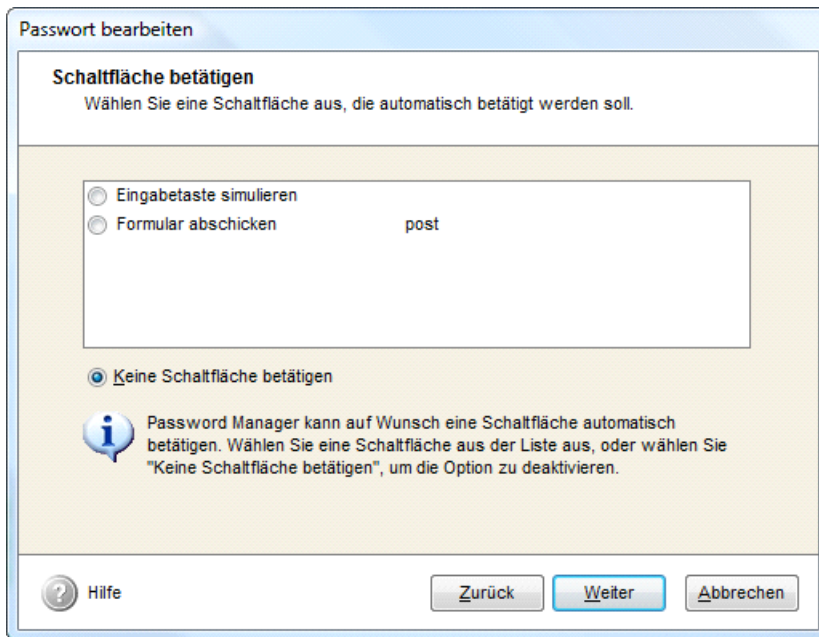 Passwort bearbeiten
Schaltfläche betätigen
Wählen Sie eine Schaltfläche aus, die automatisch betätigt werden soll.
Eingabetaste simulieren
Formular abschicken post
Keine Schaltfläche betätigen
Password Manager kann auf Wunsch eine Schaltfläche automatisch
betätigen. Wählen Sie eine Schaltfläche aus der Liste aus, oder wählen Sie
"Keine Schaltfläche betätigen", um die Option zu deaktivieren.
Hilfe Zurück Weiter Abbrechen